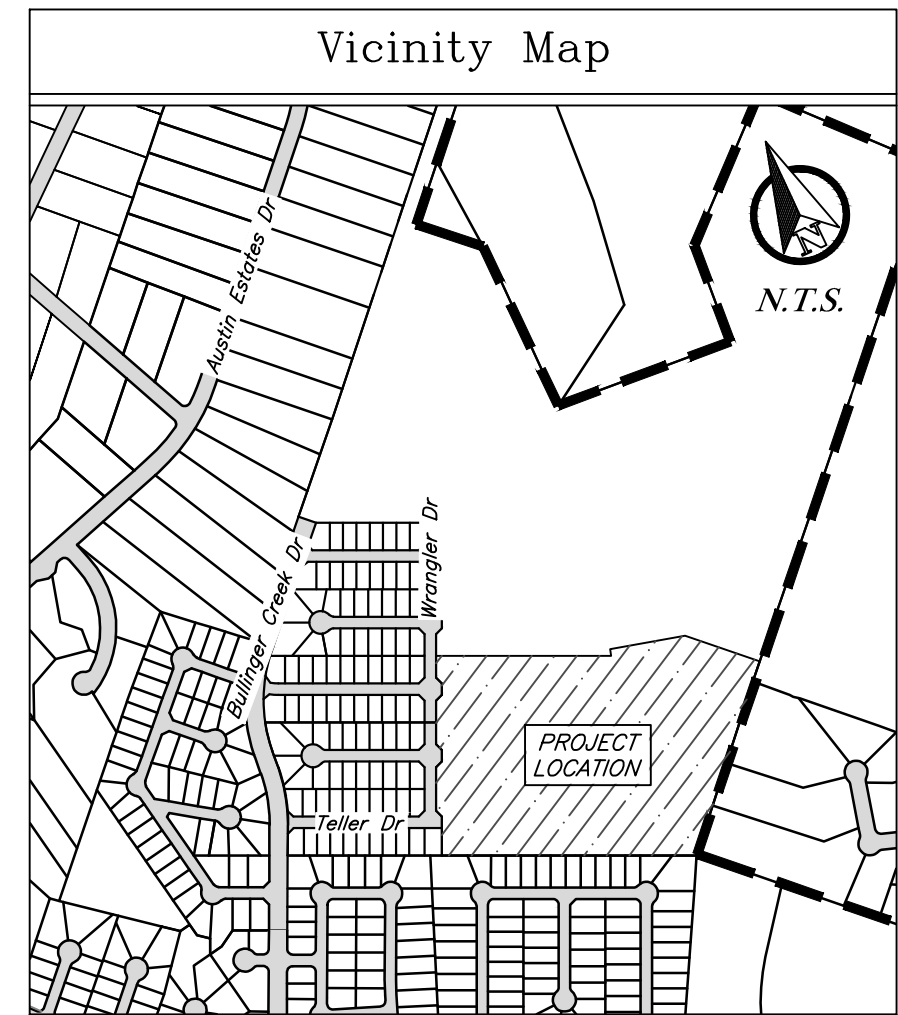 Vicinity Map
Austin Estates Dr
N
N.T.S.
Bullinger Creek Dr
Wrangler Dr
PROJECT
LOCATION
Teller Dr